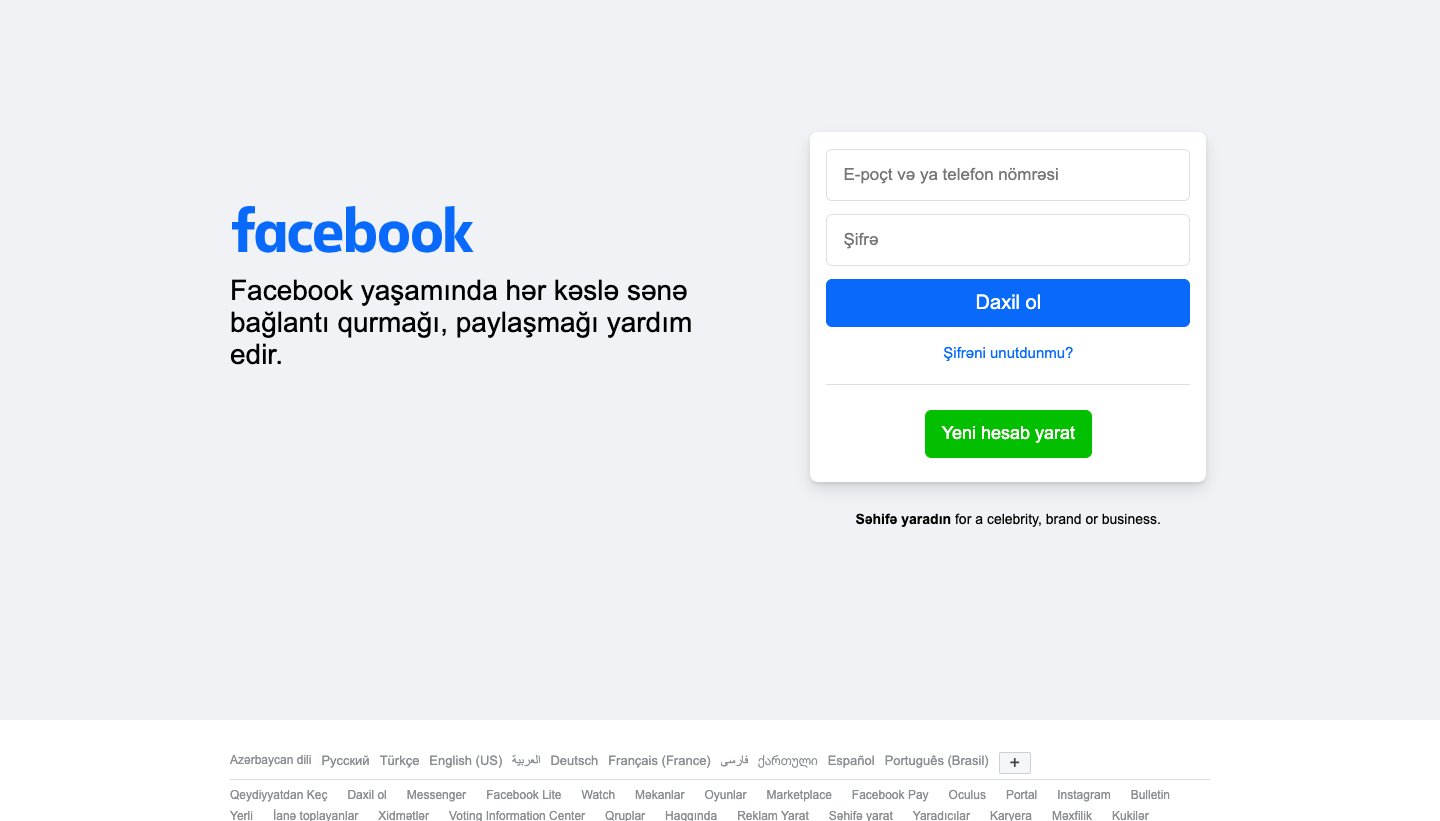 facebook
Facebook yaşamında hər kəslə sənə
bağlantı qurmağı, paylaşmağı yardım
edir.
E-poçt və ya telefon nömrəsi
Şifrə
Daxil ol
Şifrəni unutdunmu?
Yeni hesab yarat
Səhifə yaradın for a celebrity, brand or business.
Azərbaycan dili Русский Türkçe English (US) العربية Deutsch Français (France) فارسی ქართული Español Português (Brasil) +
Qeydiyyatdan Keç Daxil ol Messenger Facebook Lite Watch Məkanlar Oyunlar Marketplace Facebook Pay Oculus Portal Instagram Bulletin
Yerli İanə toplayanlar Xidmətlər Voting Information Center Qruplar Haqqında Reklam Yarat Səhifə yarat Yaradıcılar Karyera Məxfilik Kukilər